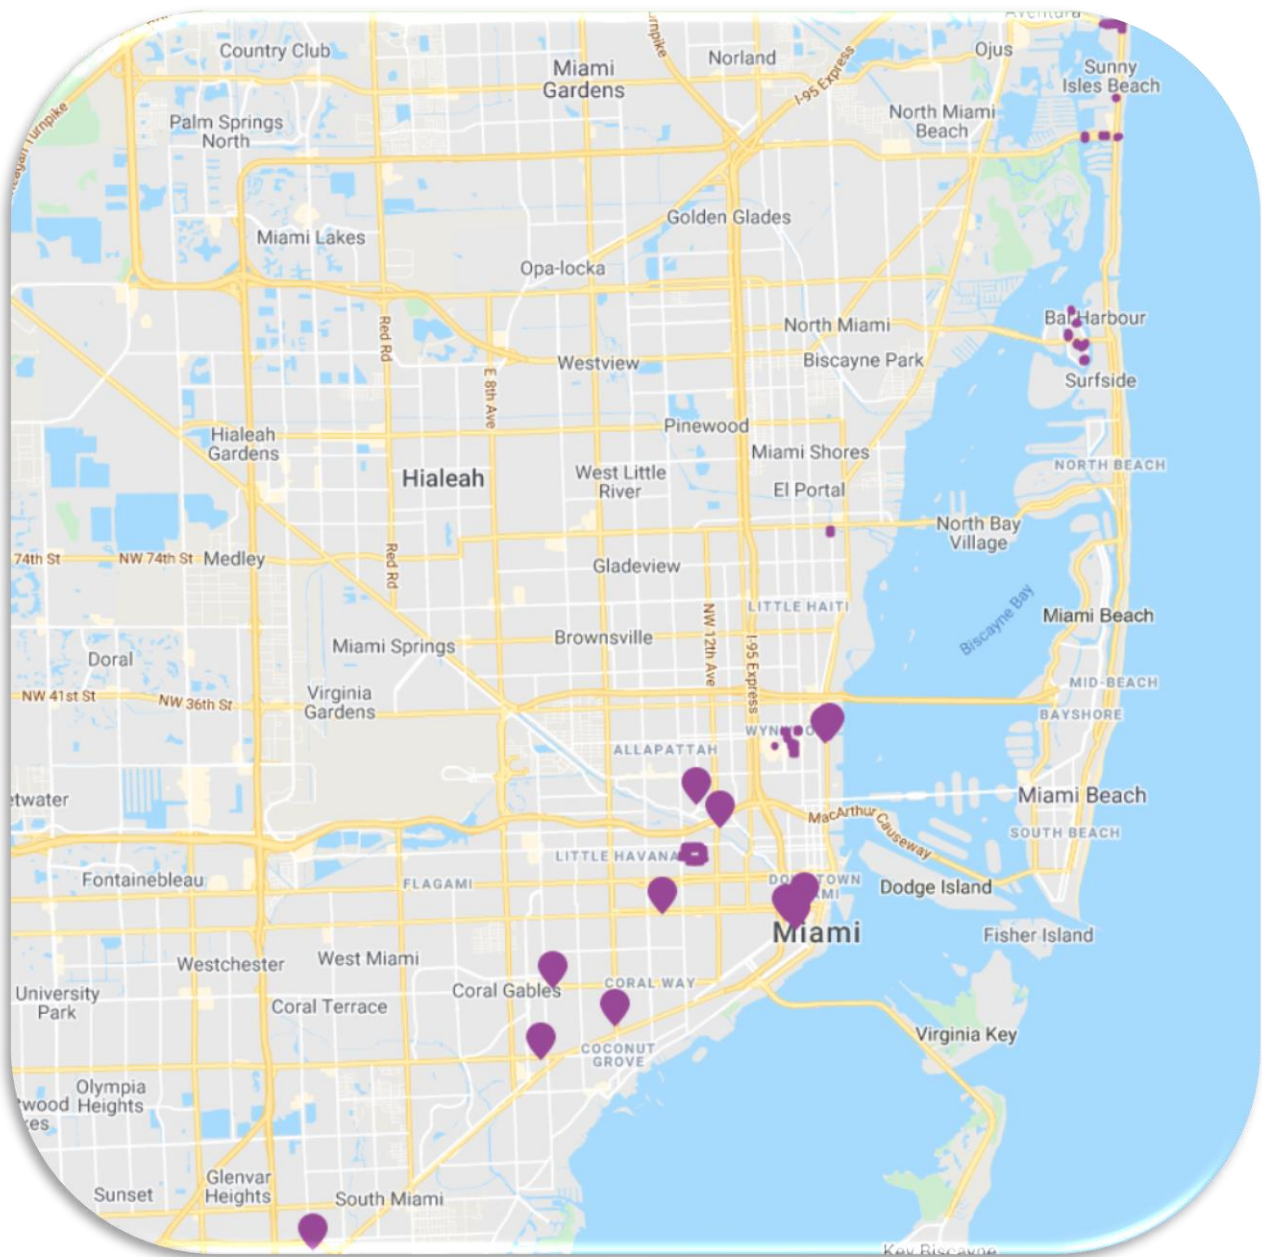 Aventura
Country Club
Norland
Ojus
Miami
Gardens
I-95 Express
Sunny
Isles Beach
Palm Springs
North
North Miami
Beach
Golden Glades
Miami Lakes
Opa-locka
Red Rd
North Miami
Bal Harbour
Westview
Biscayne Park
E 8th Ave
Surfside
Pinewood
Hialeah
Gardens
Miami Shores
Hialeah
West Little
River
NORTH BEACH
El Portal
North Bay
Village
74th St
NW 74th St
Medley
Red Rd
Gladeview
LITTLE HAITI
Biscayne Bay
Miami Beach
NW 12th Ave
I-95 Express
Brownsville
Miami Springs
Doral
MID-BEACH
NW 41st St
NW 36th St
Virginia
Gardens
BAYSHORE
ALLAPATTAH
etwater
Miami Beach
MacArthur Causeway
SOUTH BEACH
LITTLE HAVANA
Fontainebleau
FLAGAMI
Dodge Island
Miami
Fisher Island
Westchester
West Miami
University
Park
Coral Gables
CORAL WAY
Coral Terrace
Virginia Key
COCONUT
GROVE
Olympia
Heights
Glenvar
Heights
Sunset
South Miami
Key Biscayne